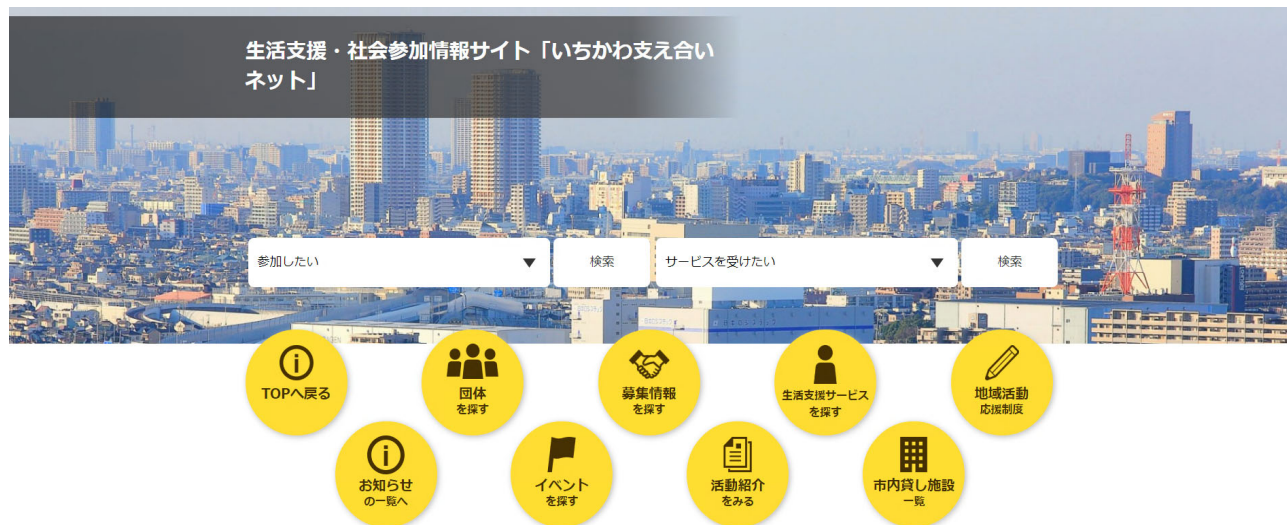 生活支援・社会参加情報サイト「いちかわ支え合い
ネット」
参加したい
検索
サービスを受けたい
検索
TOPへ戻る
団体
を探す
募集情報
を探す
生活支援サービス
を探す
地域活動
応援制度
お知らせ
の一覧へ
イベント
を探す
活動紹介
をみる
市内貸し施設
一覧